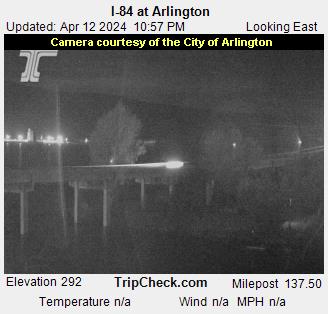 I-84 at Arlington
Updated: Apr 12 2024 10:57 PM Looking East
Camera courtesy of the City of Arlington
Elevation 292 TripCheck.com Milepost 137.50
Temperature n/a Wind n/a MPH n/a